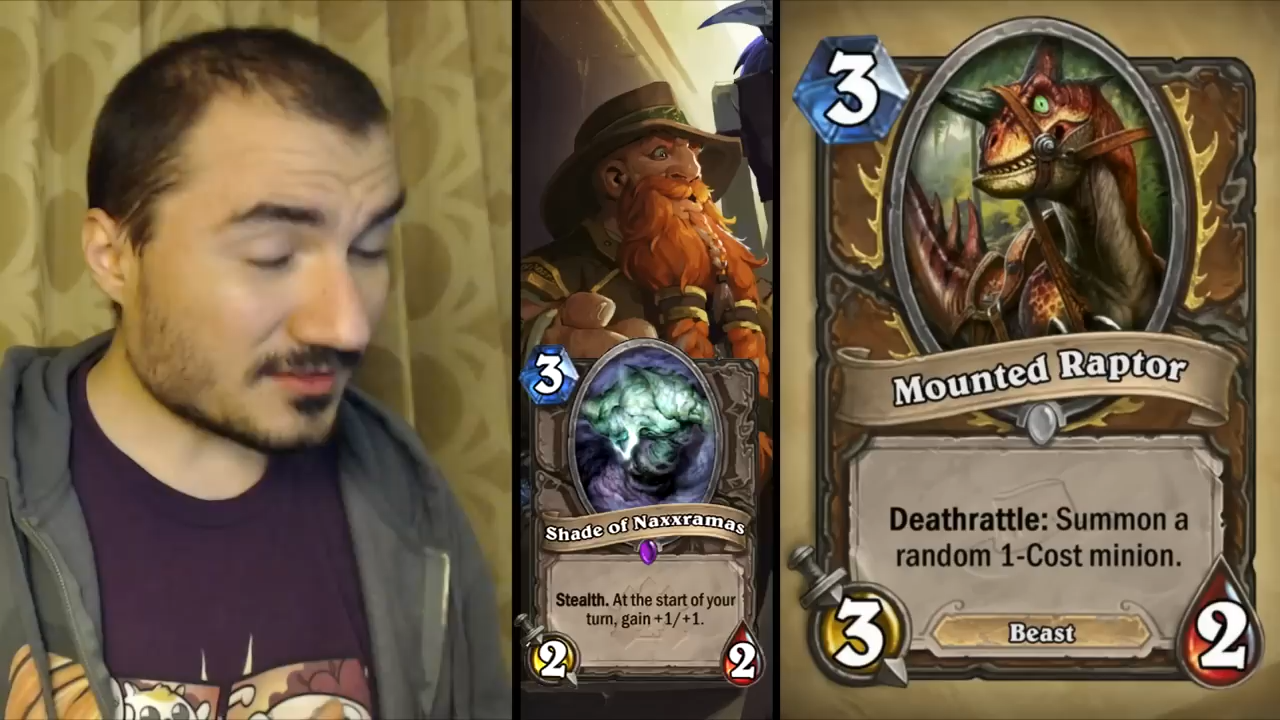 3
Shade of Naxxramas
Stealth. At the start of your
turn, gain +1/+1.
2
2
3
Mounted Raptor
Deathrattle: Summon a
random 1-Cost minion.
3
Beast
2